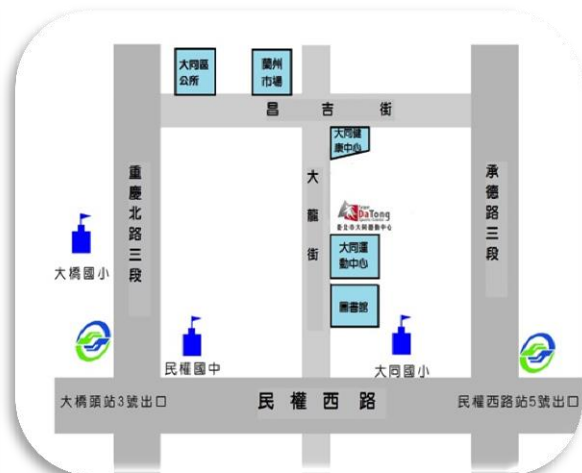 大同區
公所
蘭州
市場
昌吉街
大同健
康中心
重慶北路三段
大龍街
承德路三段
DaTong
臺北市大同運動中心
大同運
動中心
大橋國小
圖書館
民權國中
大同國小
大橋頭站3號出口
民權西路
民權西路站5號出口